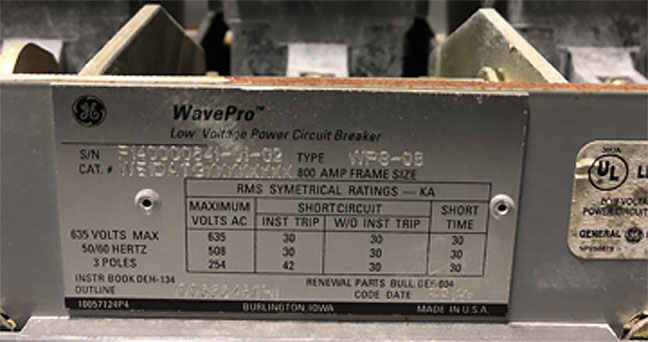 GE
WavePro™
Low Voltage Power Circuit Breaker
S/N TYPE WPS-08
CAT. # 800 AMP FRAME SIZE
RMS SYMETRICAL RATINGS — KA
MAXIMUM VOLTS AC SHORT CIRCUIT SHORT TIME
INST TRIP W/O INST TRIP
635 30 30 30
508 30 30 30
254 42 30 30
635 VOLTS MAX
50/60 HERTZ
3 POLES
INSTR BOOK DEH-134 RENEWAL PARTS BULL. GEF-004
OUTLINE CODE DATE
10057124P4 BURLINGTON, IOWA MADE IN U.S.A.
UL
POWER CIRCUIT
GENERAL